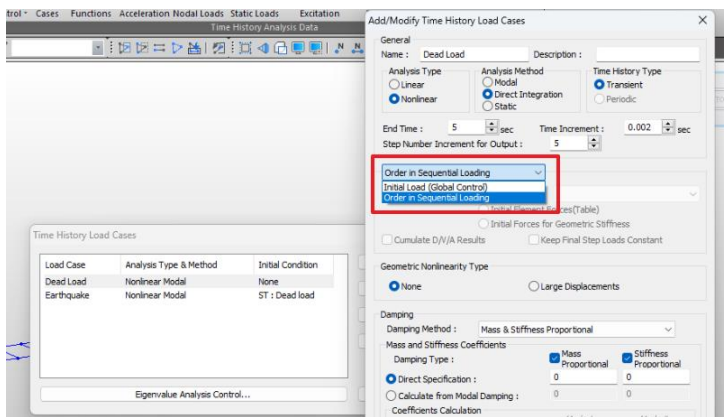 trol Cases Functions Acceleration Nodal Loads Static Loads Excitation
Time History Analysis Data
Add/Modify Time History Load Cases
General
Name : Dead Load Description :
Analysis Type Analysis Method Time History Type
Linear Modal Transient
Nonlinear Direct Integration Periodic
Static
End Time : 5 sec Time Increment : 0.002 sec
Step Number Increment for Output : 5
Order in Sequential Loading
Initial Load (Global Control)
Order in Sequential Loading
Initial Element Forces(Table)
Initial Forces for Geometric Stiffness
Cumulate D/V/A Results Keep Final Step Loads Constant
Geometric Nonlinearity Type
None Large Displacements
Damping
Damping Method : Mass & Stiffness Proportional
Mass and Stiffness Coefficients
Damping Type : Mass Proportional Stiffness Proportional
Direct Specification : 0 0
Calculate from Modal Damping : 0 0
Coefficients Calculation
Time History Load Cases
Load Case Analysis Type & Method Initial Condition
Dead Load Nonlinear Modal None
Earthquake Nonlinear Modal ST : Dead load
Eigenvalue Analysis Control...